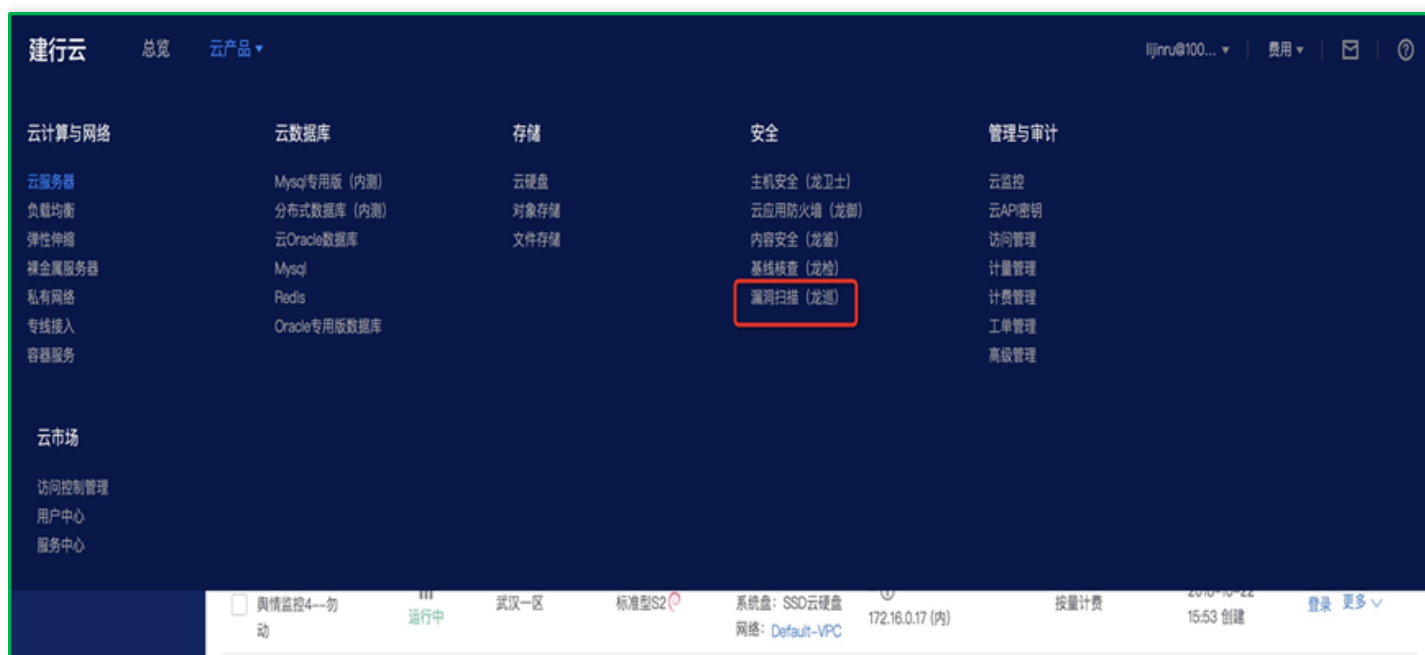 建行云 总览 云产品 lijinru@100... 费用
云计算与网络
云服务器
负载均衡
弹性伸缩
裸金属服务器
私有网络
专线接入
容器服务
云数据库
Mysql专用版（内测）
分布式数据库（内测）
云Oracle数据库
Mysql
Redis
Oracle专用版数据库
存储
云硬盘
对象存储
文件存储
安全
主机安全（龙卫士）
云应用防火墙（龙御）
内容安全（龙鉴）
基线核查（龙检）
漏洞扫描（龙巡）
管理与审计
云监控
云API密钥
访问管理
计量管理
计费管理
工单管理
高级管理
云市场
访问控制管理
用户中心
服务中心
舆情监控4--勿
动
运行中
武汉一区
标准型S2
系统盘：SSD云硬盘
网络：Default-VPC
172.16.0.17 (内)
按量计费
15:53 创建
登录 更多